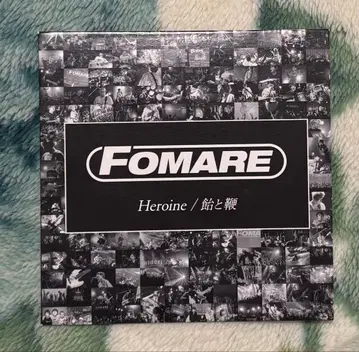 FOMARE
Heroine / 飴と鞭